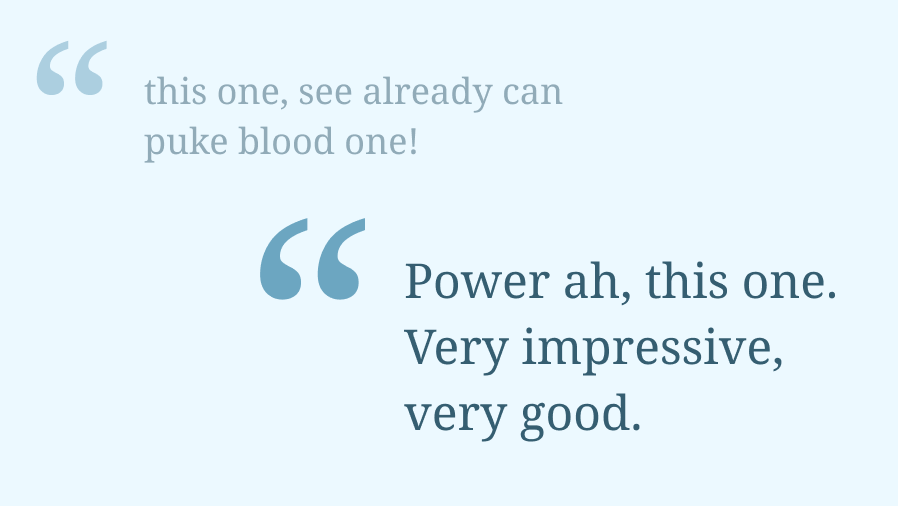 “ this one, see already can
puke blood one!
“ Power ah, this one.
Very impressive,
very good.